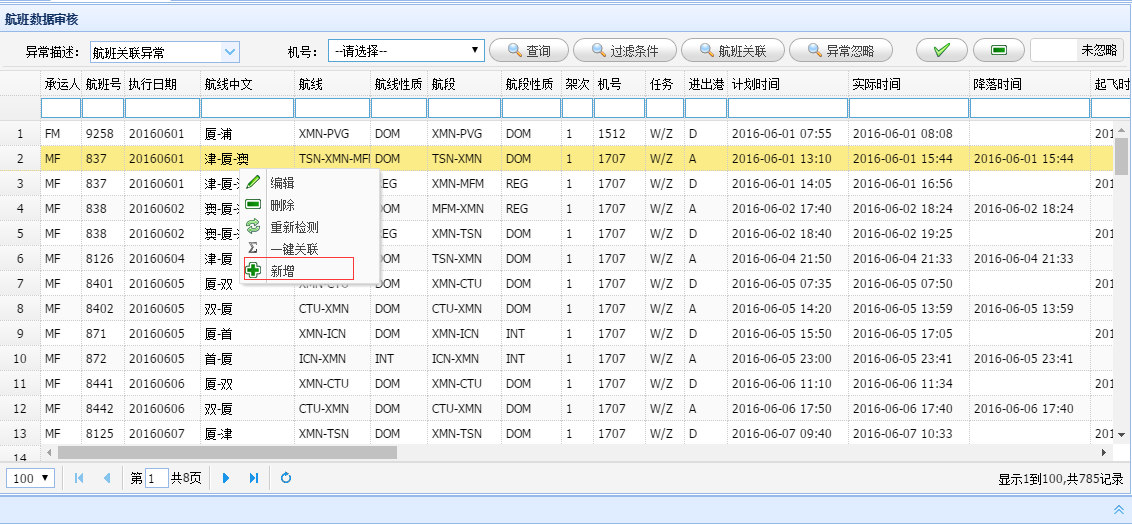 航班数据审核
异常描述: 航班关联异常 机号: --请选择-- 查询 过滤条件 航班关联 异常忽略 未忽略
承运人 航班号 执行日期 航线中文 航线 航线性质 航段 航段性质 架次 机号 任务 进出港 计划时间 实际时间 降落时间 起飞时
1 FM 9258 20160601 厦-浦 XMN-PVG DOM XMN-PVG DOM 1 1512 W/Z D 2016-06-01 07:55 2016-06-01 08:08 201
2 MF 837 20160601 津-厦-澳 TSN-XMN-MFM DOM TSN-XMN DOM 1 1707 W/Z A 2016-06-01 13:10 2016-06-01 15:44 2016-06-01 15:44
3 MF 837 20160601 津-厦- REG XMN-MFM REG 1 1707 W/Z D 2016-06-01 14:05 2016-06-01 16:56 201
4 MF 838 20160602 澳-厦- DOM MFM-XMN REG 1 1707 W/Z A 2016-06-02 17:40 2016-06-02 18:24 2016-06-02 18:24
5 MF 838 20160602 澳-厦- REG XMN-TSN DOM 1 1707 W/Z D 2016-06-02 18:40 2016-06-02 19:25 201
6 MF 8126 20160604 津-厦 DOM TSN-XMN DOM 1 1707 W/Z A 2016-06-04 21:50 2016-06-04 21:33 2016-06-04 21:33
7 MF 8401 20160605 厦-双 XMN-CTU DOM XMN-CTU DOM 1 1707 W/Z D 2016-06-05 07:35 2016-06-05 07:50 201
8 MF 8402 20160605 双-厦 CTU-XMN DOM CTU-XMN DOM 1 1707 W/Z A 2016-06-05 14:20 2016-06-05 13:59 2016-06-05 13:59
9 MF 871 20160605 厦-首 XMN-ICN DOM XMN-ICN INT 1 1707 W/Z D 2016-06-05 15:50 2016-06-05 17:05 201
10 MF 872 20160605 首-厦 ICN-XMN INT ICN-XMN INT 1 1707 W/Z A 2016-06-05 23:00 2016-06-05 23:41 2016-06-05 23:41
11 MF 8441 20160606 厦-双 XMN-CTU DOM XMN-CTU DOM 1 1707 W/Z D 2016-06-06 11:10 2016-06-06 11:34 201
12 MF 8442 20160606 双-厦 CTU-XMN DOM CTU-XMN DOM 1 1707 W/Z A 2016-06-06 17:50 2016-06-06 17:40 2016-06-06 17:40
13 MF 8125 20160607 厦-津 XMN-TSN DOM XMN-TSN DOM 1 1707 W/Z D 2016-06-07 09:40 2016-06-07 10:33 201
14
编辑
删除
重新检测
一键关联
新增
100 第 1 共8页 显示1到100,共785记录